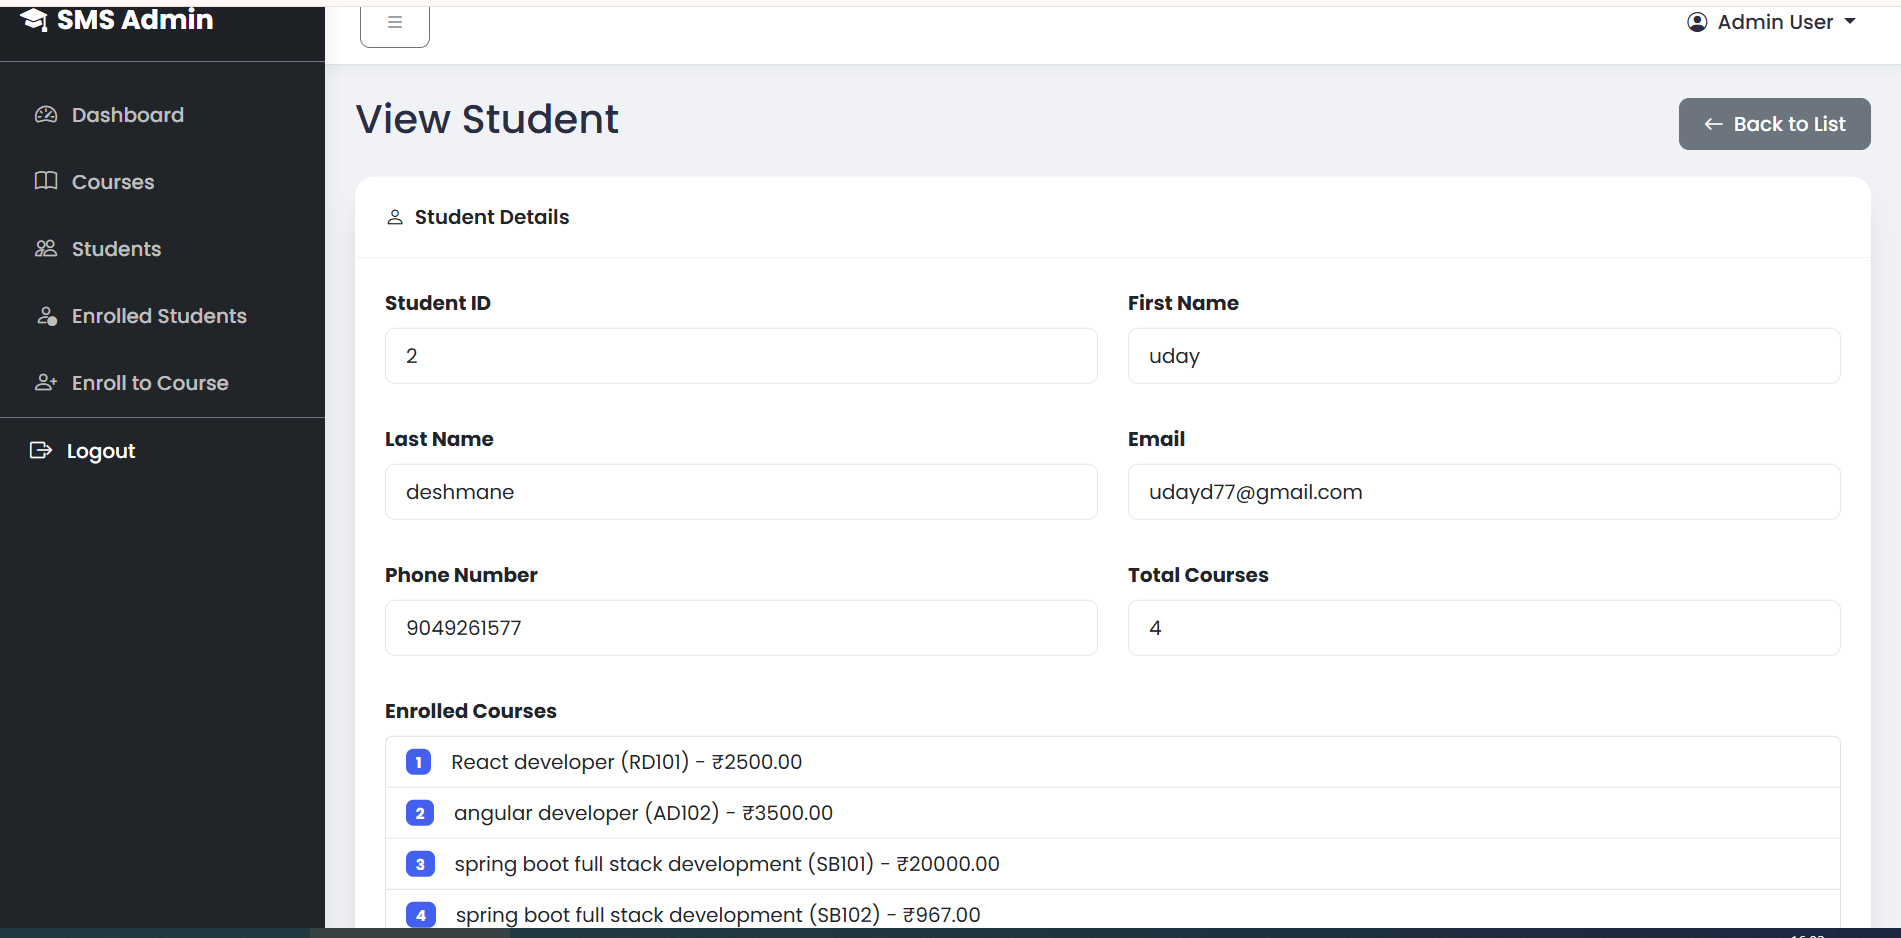 SMS Admin
Admin User
Dashboard
Courses
Students
Enrolled Students
Enroll to Course
Logout
View Student
Back to List
Student Details
Student ID
2
First Name
uday
Last Name
deshmane
Email
udayd77@gmail.com
Phone Number
9049261577
Total Courses
4
Enrolled Courses
1 React developer (RD101) - ₹2500.00
2 angular developer (AD102) - ₹3500.00
3 spring boot full stack development (SB101) - ₹20000.00
4 spring boot full stack development (SB102) - ₹967.00